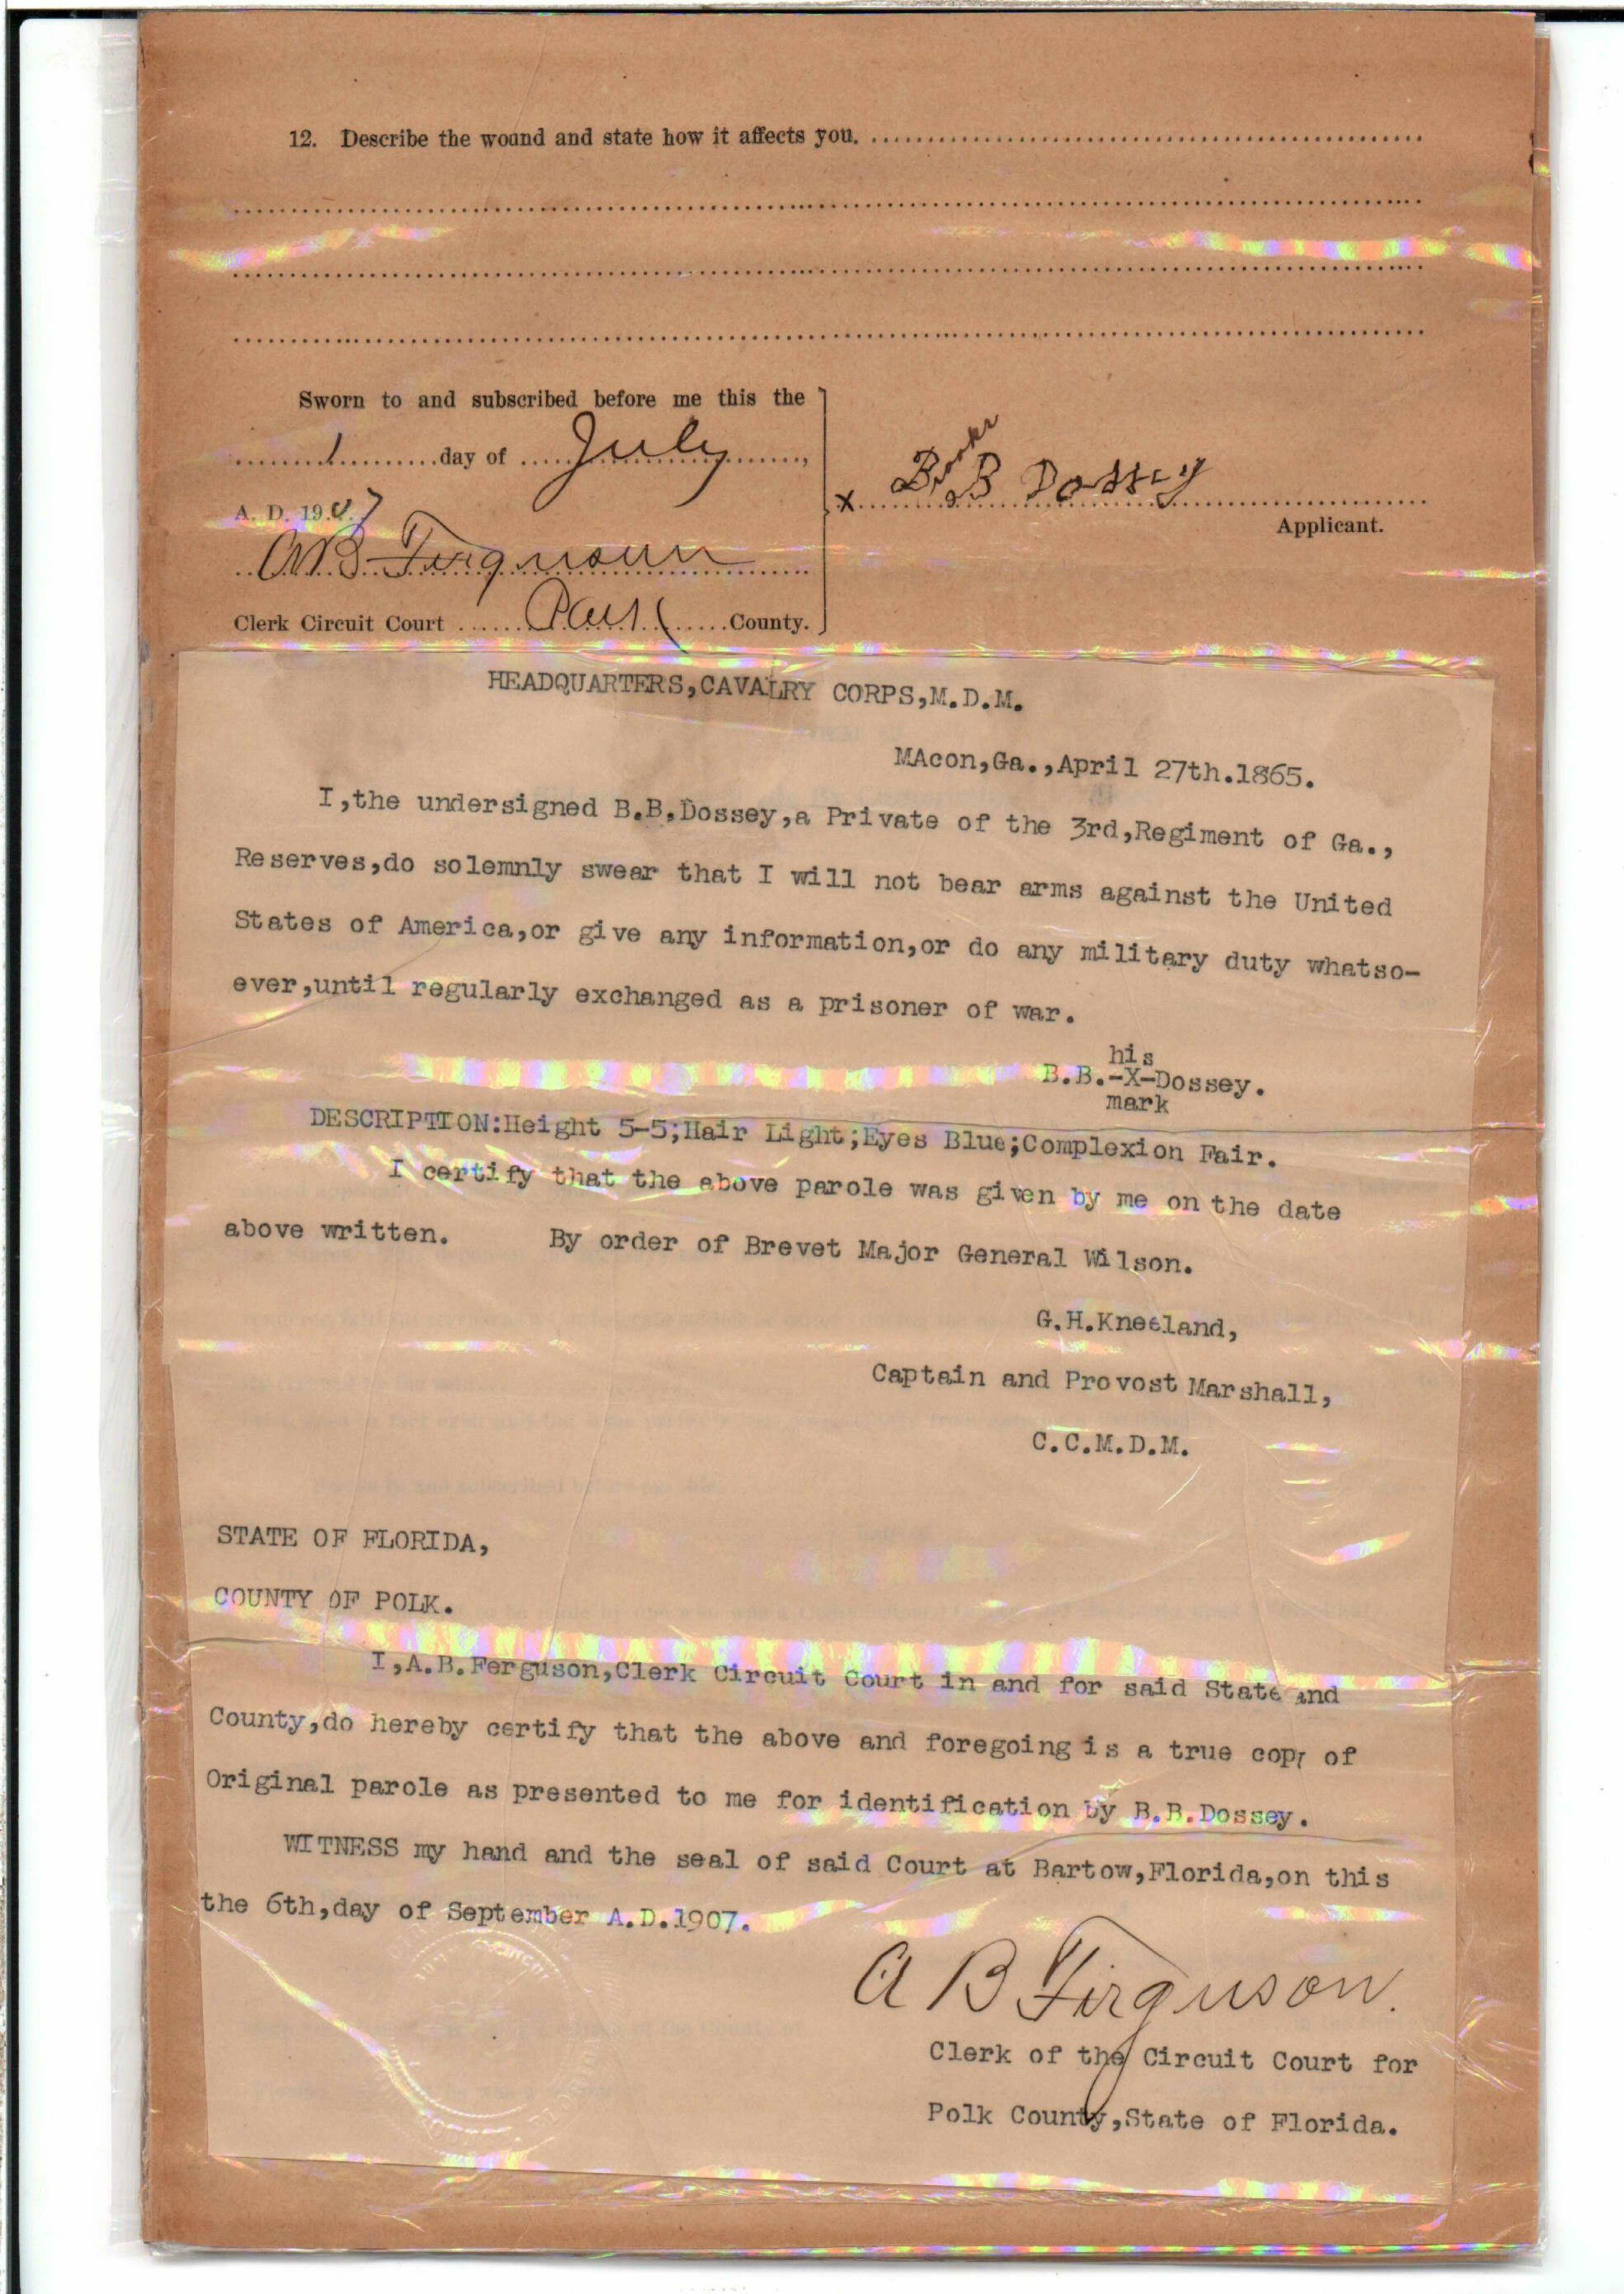 12. Describe the wound and state how it affects you.
Sworn to and subscribed before me this the
1 day of July,
A. D. 1907
A B Ferguson
Clerk Circuit Court Polk County.
x B B Dossey
Applicant.
HEADQUARTERS,CAVALRY CORPS,M.D.M.
MAcon,Ga.,April 27th.1865.
I,the undersigned B.B.Dossey,a Private of the 3rd,Regiment of Ga.,
Reserves,do solemnly swear that I will not bear arms against the United
States of America,or give any information,or do any military duty whatso-
ever,until regularly exchanged as a prisoner of war.
his
B.B.-X-Dossey.
mark
DESCRIPTION:Height 5-5;Hair Light;Eyes Blue;Complexion Fair.
I certify that the above parole was given by me on the date
above written. By order of Brevet Major General Wilson.
G.H.Kneeland,
Captain and Provost Marshall,
C.C.M.D.M.
STATE OF FLORIDA,
COUNTY OF POLK.
I,A.B.Ferguson,Clerk Circuit Court in and for said State and
County,do hereby certify that the above and foregoing is a true copy of
Original parole as presented to me for identification by B.B.Dossey.
WITNESS my hand and the seal of said Court at Bartow,Florida,on this
the 6th,day of September A.D.1907.
A B Ferguson.
Clerk of the Circuit Court for
Polk County,State of Florida.